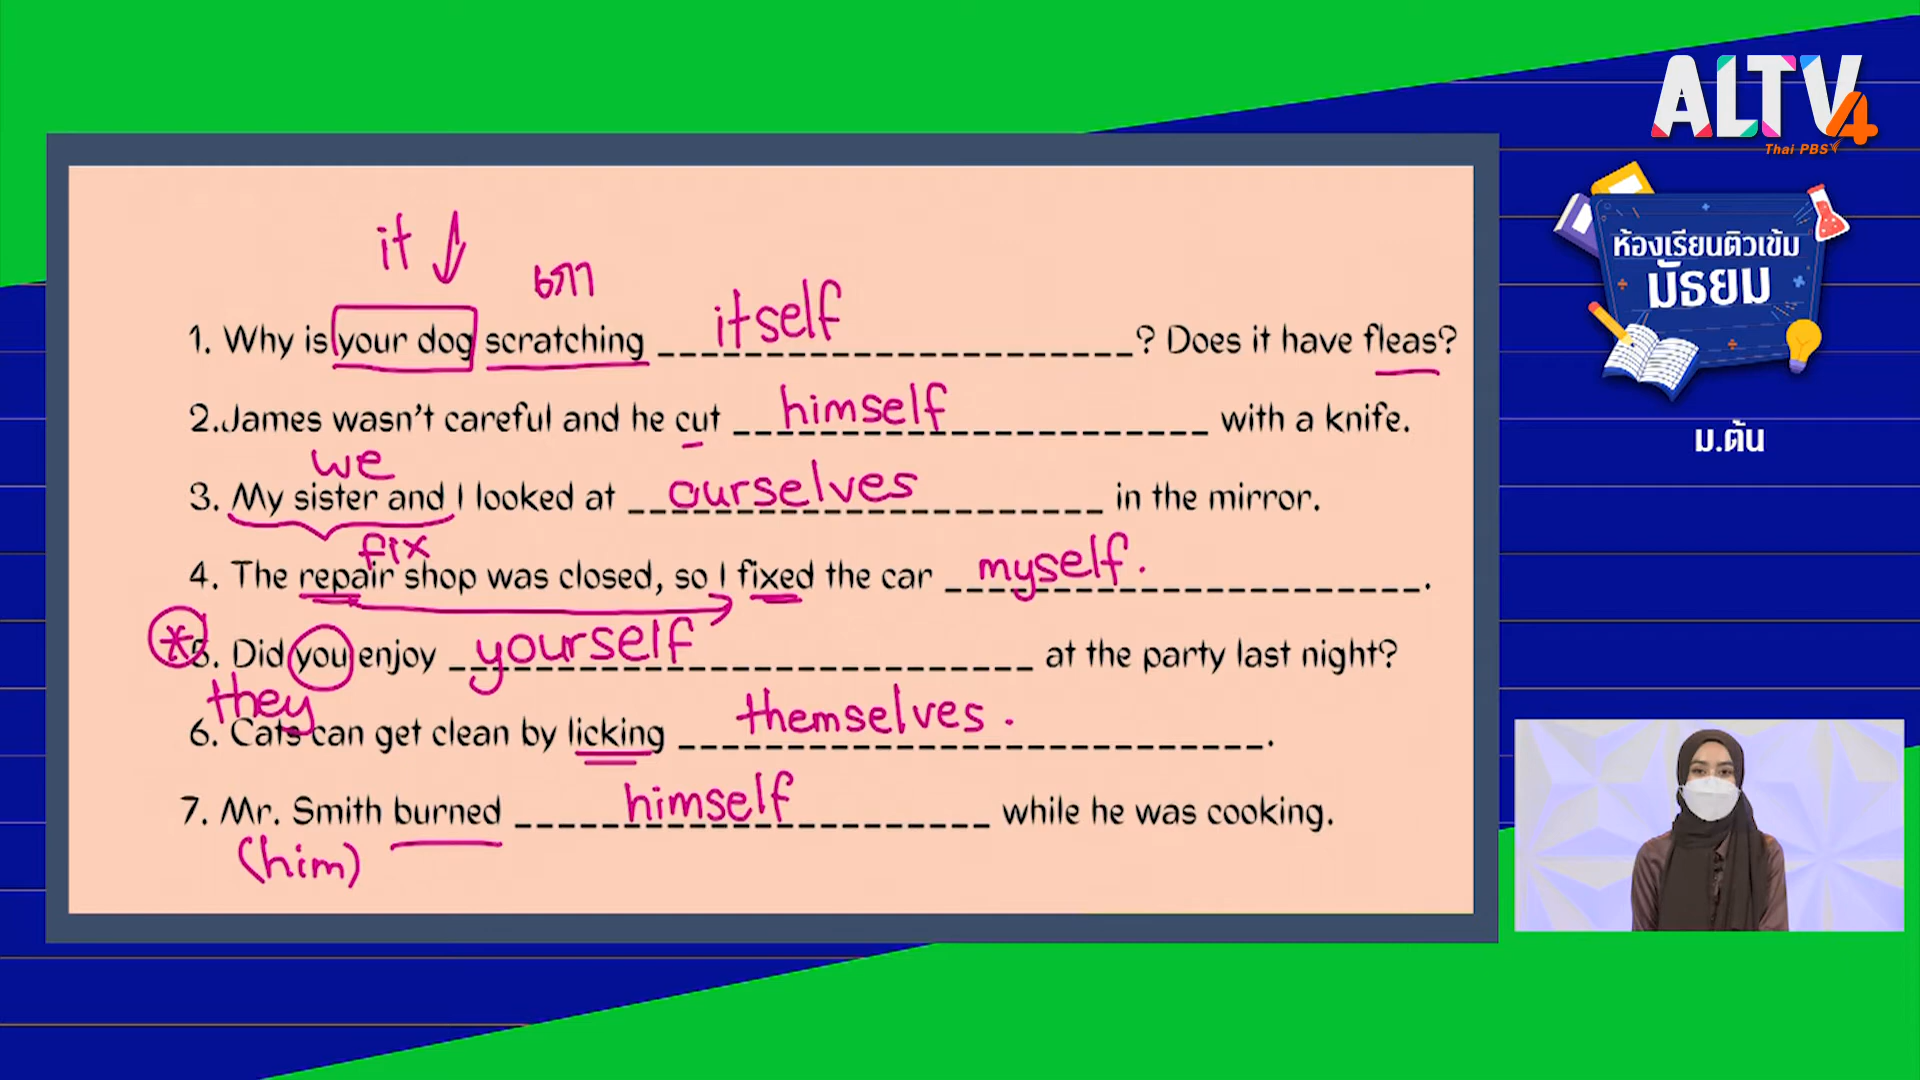 ALTV4
Thai PBS
ห้องเรียนติวเข้ม
มัธยม
ม.ต้น
it
เกา
1. Why is your dog scratching itself ? Does it have fleas?
2.James wasn't careful and he cut himself with a knife.
we
3. My sister and I looked at ourselves in the mirror.
fix
4. The repair shop was closed, so I fixed the car myself. .
* 5. Did you enjoy yourself at the party last night?
they
6. Cats can get clean by licking themselves. .
7. Mr. Smith burned himself while he was cooking.
(him)